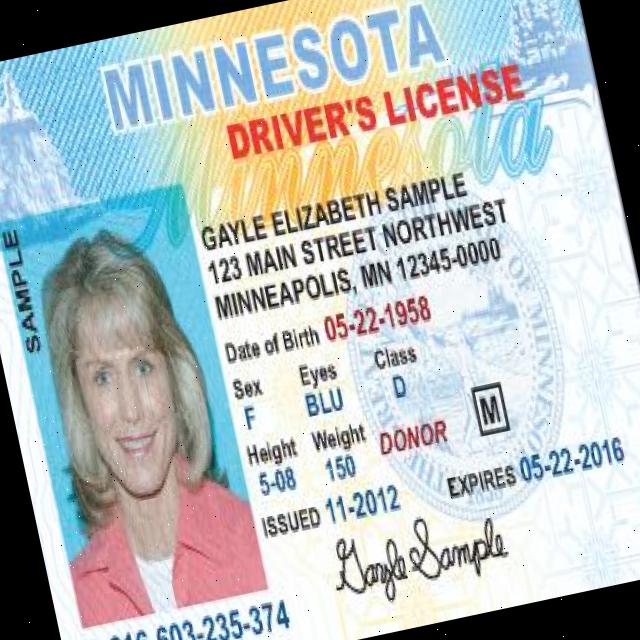 MINNESOTA
DRIVER'S LICENSE
Minnesota
SAMPLE
GAYLE ELIZABETH SAMPLE
123 MAIN STREET NORTHWEST
MINNEAPOLIS, MN 12345-0000
Date of Birth 05-22-1958
Sex Eyes Class
F BLU D
Height Weight
5-08 150 DONOR M
ISSUED 11-2012 EXPIRES 05-22-2016
Gayle Sample
603-235-374